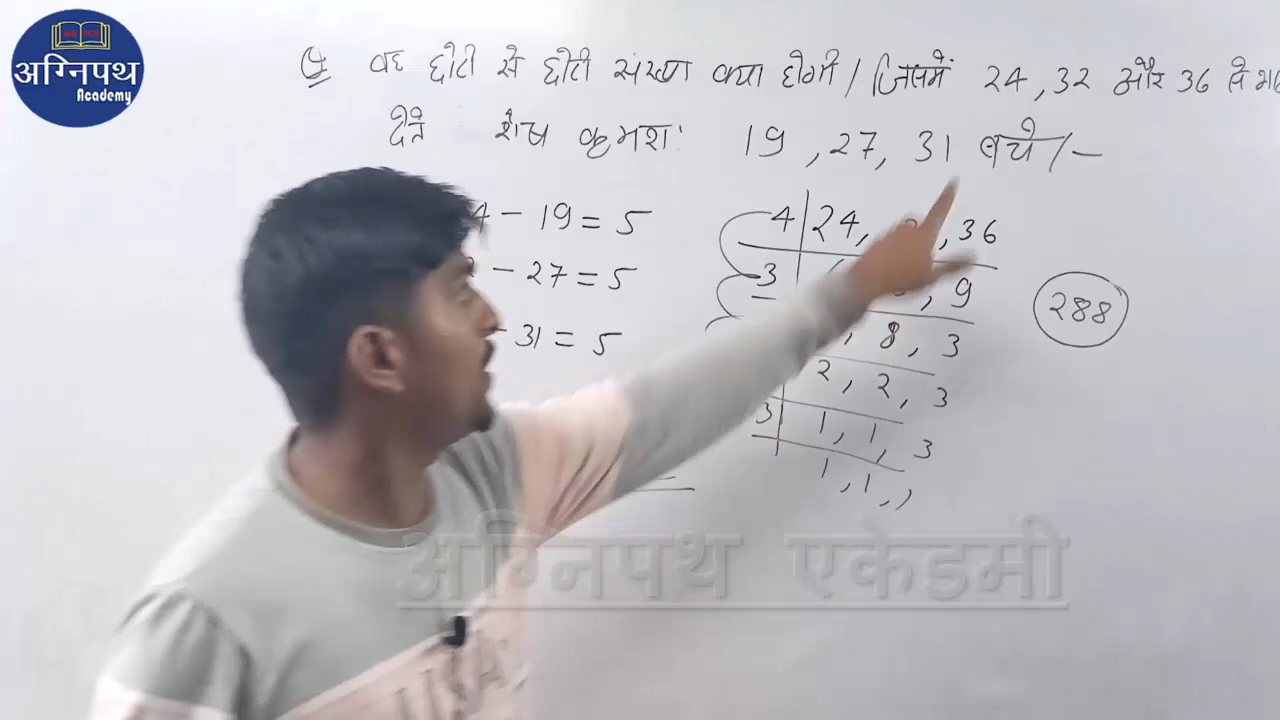 अग्निपथ
Academy
Q वह छोटी से छोटी संख्या क्या होगी / जिसमें 24, 32 और 36 से
देने शेष क्रमशः 19, 27, 31 बचे /-
4 - 19 = 5
- 27 = 5
- 31 = 5
4 | 24, , 36
3 , 9
, 8, 3
2, 2, 3
3 | 1, 1, 3
1, 1, 1
288
अग्निपथ एकेडमी